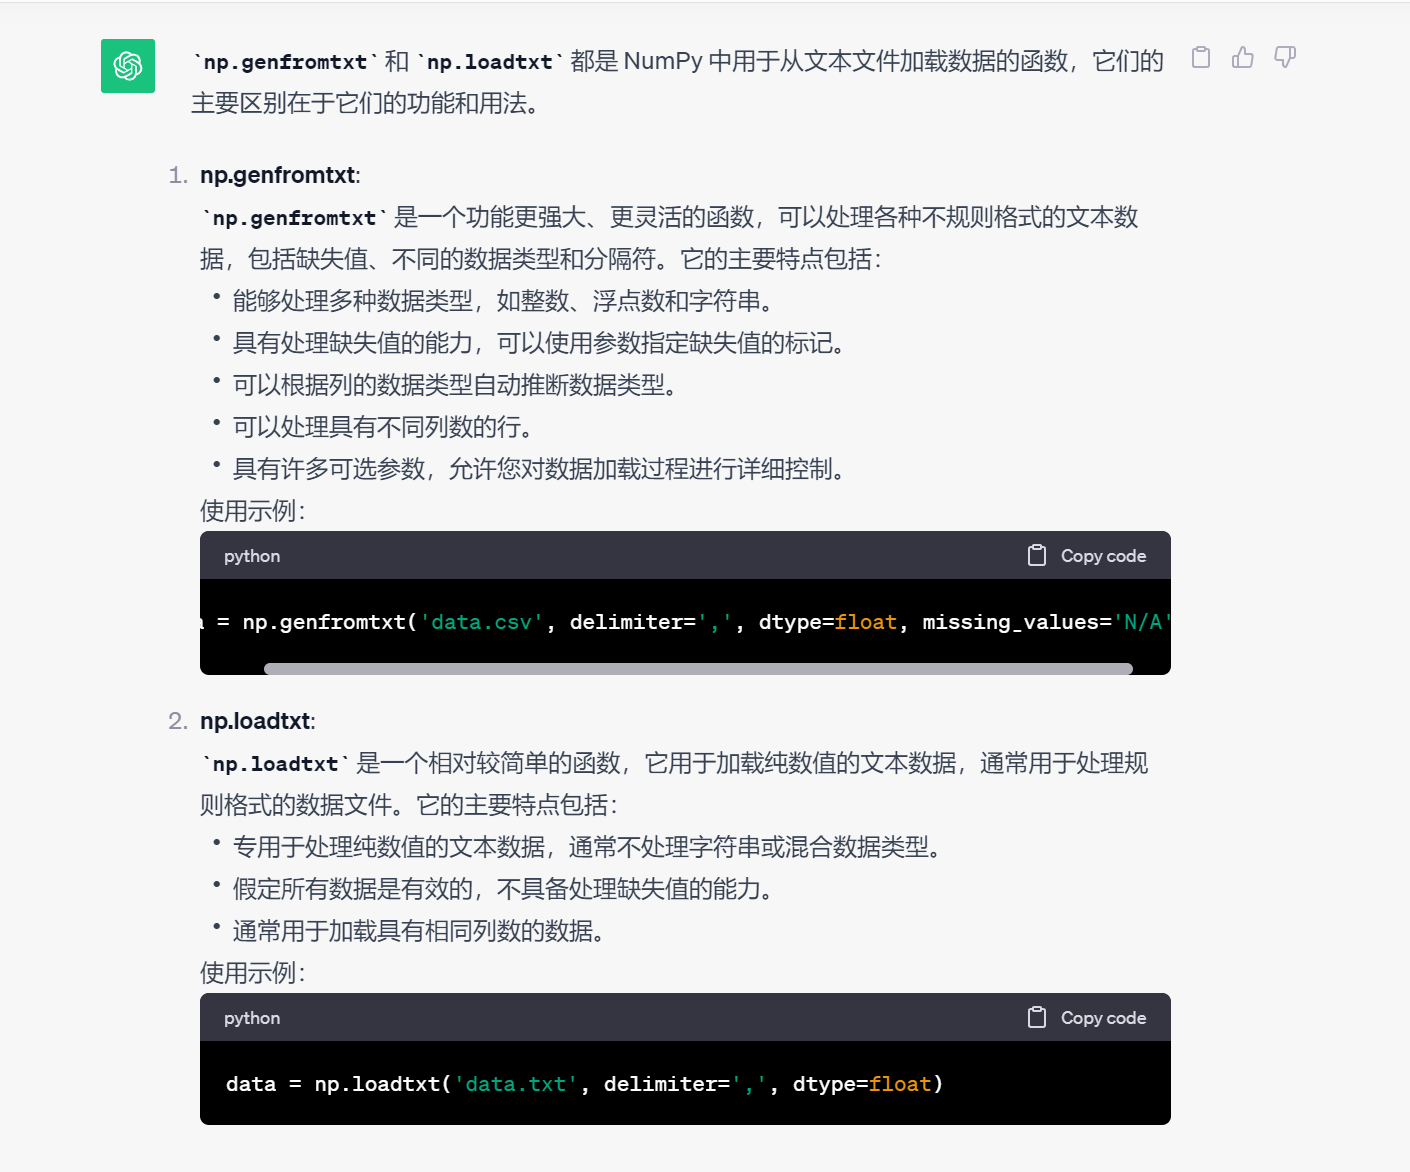 `np.genfromtxt` 和 `np.loadtxt` 都是 NumPy 中用于从文本文件加载数据的函数，它们的
主要区别在于它们的功能和用法。
1. np.genfromtxt:
`np.genfromtxt` 是一个功能更强大、更灵活的函数，可以处理各种不规则格式的文本数
据，包括缺失值、不同的数据类型和分隔符。它的主要特点包括：
• 能够处理多种数据类型，如整数、浮点数和字符串。
• 具有处理缺失值的能力，可以使用参数指定缺失值的标记。
• 可以根据列的数据类型自动推断数据类型。
• 可以处理具有不同列数的行。
• 具有许多可选参数，允许您对数据加载过程进行详细控制。
使用示例：
python Copy code
= np.genfromtxt('data.csv', delimiter=',', dtype=float, missing_values='N/A'
2. np.loadtxt:
`np.loadtxt` 是一个相对较简单的函数，它用于加载纯数值的文本数据，通常用于处理规
则格式的数据文件。它的主要特点包括：
• 专用于处理纯数值的文本数据，通常不处理字符串或混合数据类型。
• 假定所有数据是有效的，不具备处理缺失值的能力。
• 通常用于加载具有相同列数的数据。
使用示例：
python Copy code
data = np.loadtxt('data.txt', delimiter=',', dtype=float)